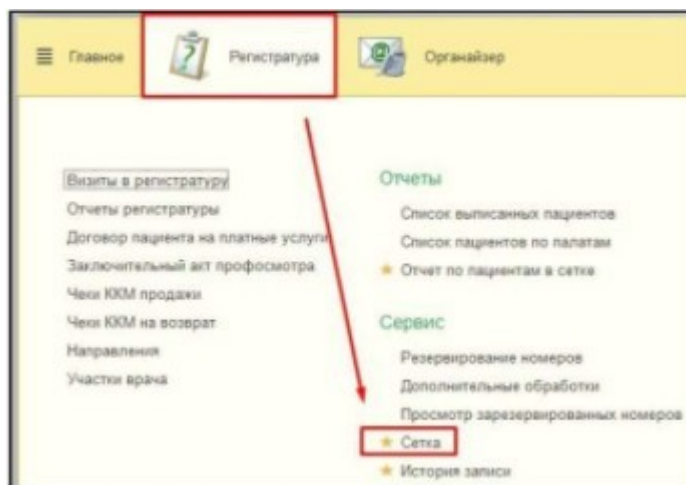 Главное
Регистратура
Органайзер
Визиты в регистратуру
Отчеты регистратуры
Договор пациента на платные услуги
Заключительный акт профосмотра
Чеки ККМ продажи
Чеки ККМ на возврат
Направления
Участки врача
Отчеты
Список выписанных пациентов
Список пациентов по палатам
Отчет по пациентам в сетке
Сервис
Резервирование номеров
Дополнительные обработки
Просмотр зарезервированных номеров
Сетка
История записи